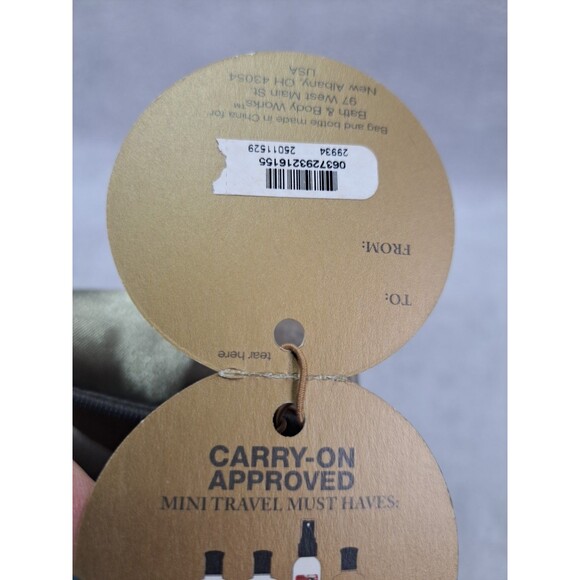 tear here
TO:
FROM:
29934 25011529
0637293216155
Bag and bottle made in China for
Bath & Body Works™
97 West Main St.
New Albany, OH 43054
USA
CARRY-ON
APPROVED
MINI TRAVEL MUST HAVES: